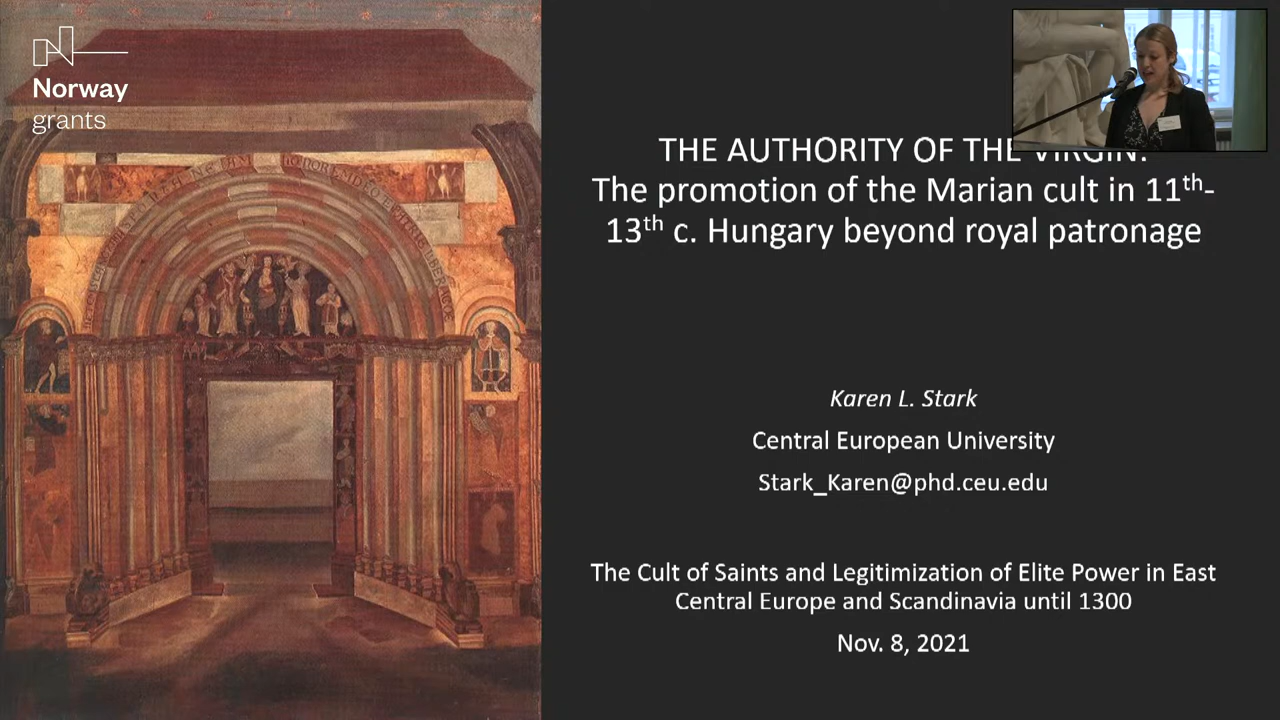 Norway
grants
THE AUTHORITY OF THE VIRGIN:
The promotion of the Marian cult in 11th-
13th c. Hungary beyond royal patronage
Karen L. Stark
Central European University
Stark_Karen@phd.ceu.edu
The Cult of Saints and Legitimization of Elite Power in East
Central Europe and Scandinavia until 1300
Nov. 8, 2021